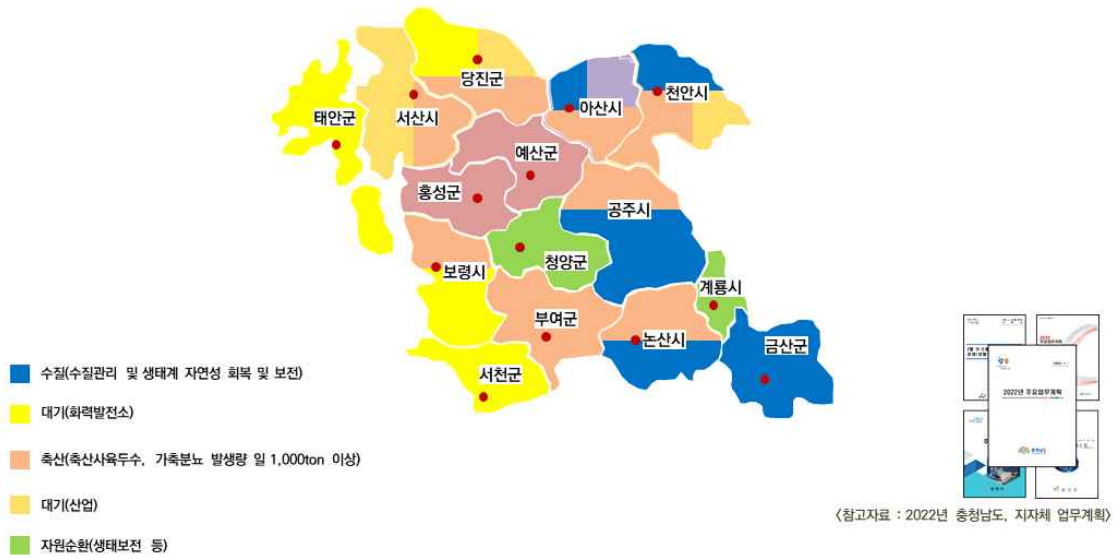 당진군
아산시
천안시
태안군
서산시
예산군
홍성군
공주시
보령시
청양군
계룡시
부여군
논산시
금산군
서천군
수질(수질관리 및 생태계 자연성 회복 및 보전)
대기(화력발전소)
축산(축산사육두수, 가축분뇨 발생량 일 1,000ton 이상)
대기(산업)
자원순환(생태보전 등)
2022년 주요업무계획
<참고자료 : 2022년 충청남도, 지자체 업무계획>